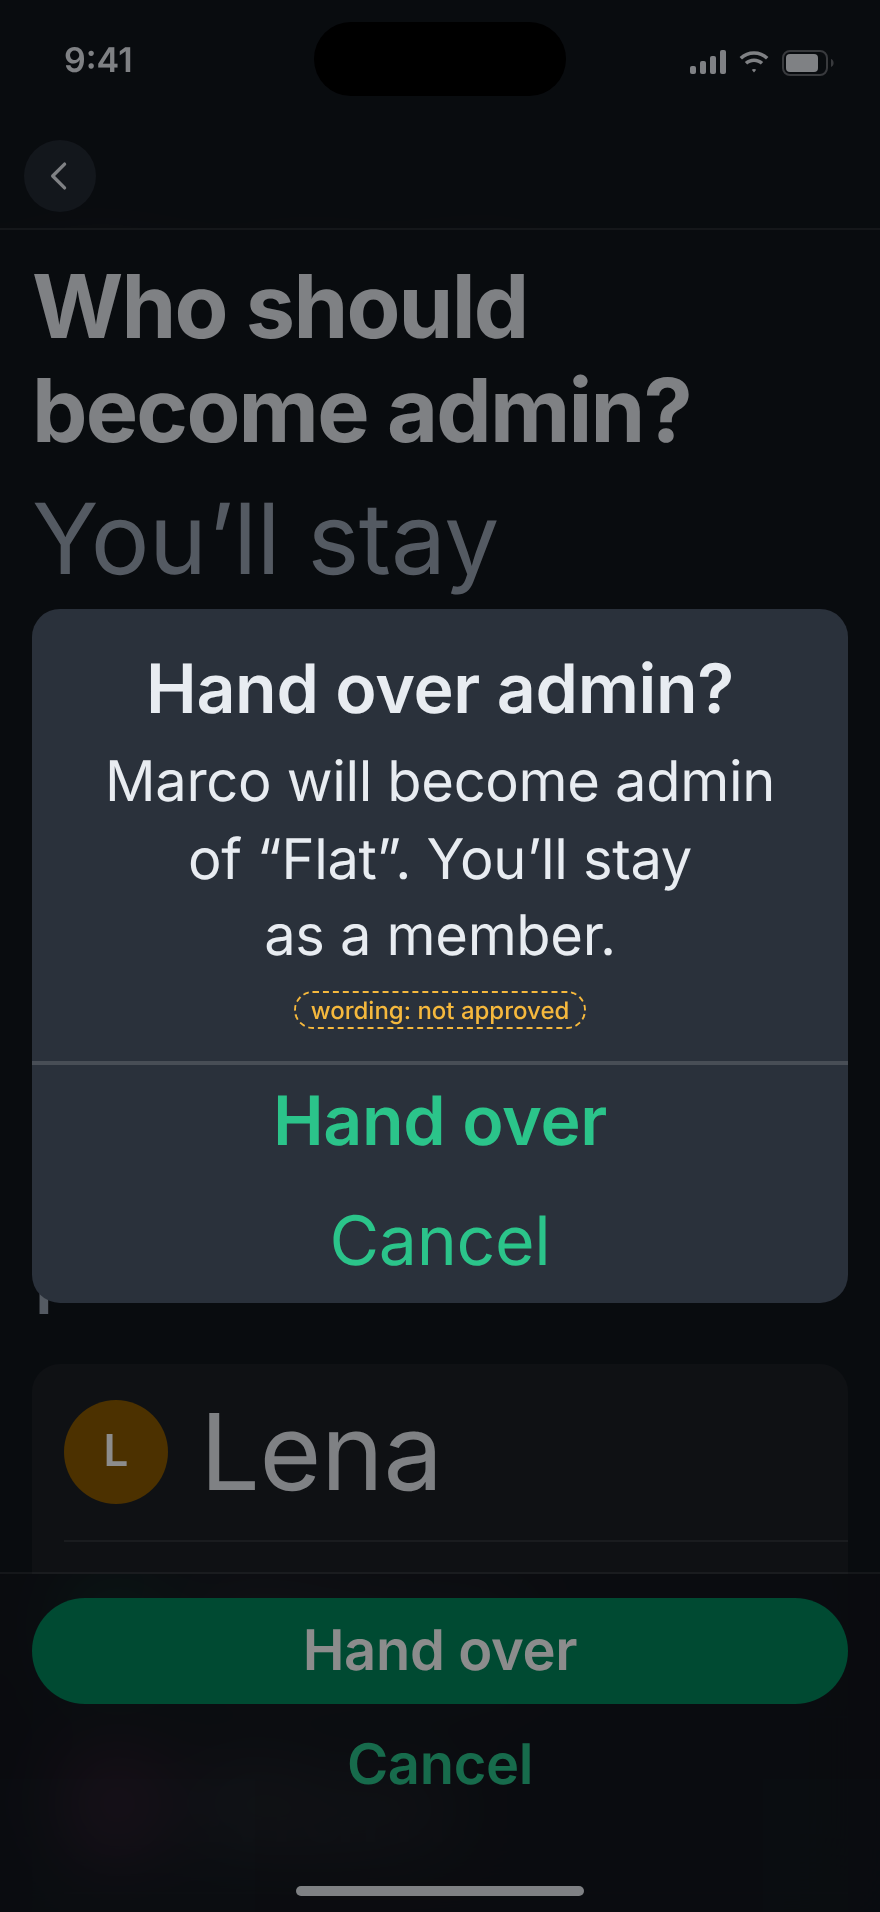 9:41
Who should
become admin?
You’ll stay
Hand over admin?
Marco will become admin
of “Flat”. You’ll stay
as a member.
wording: not approved
Hand over
Cancel
L
Lena
Hand over
Cancel